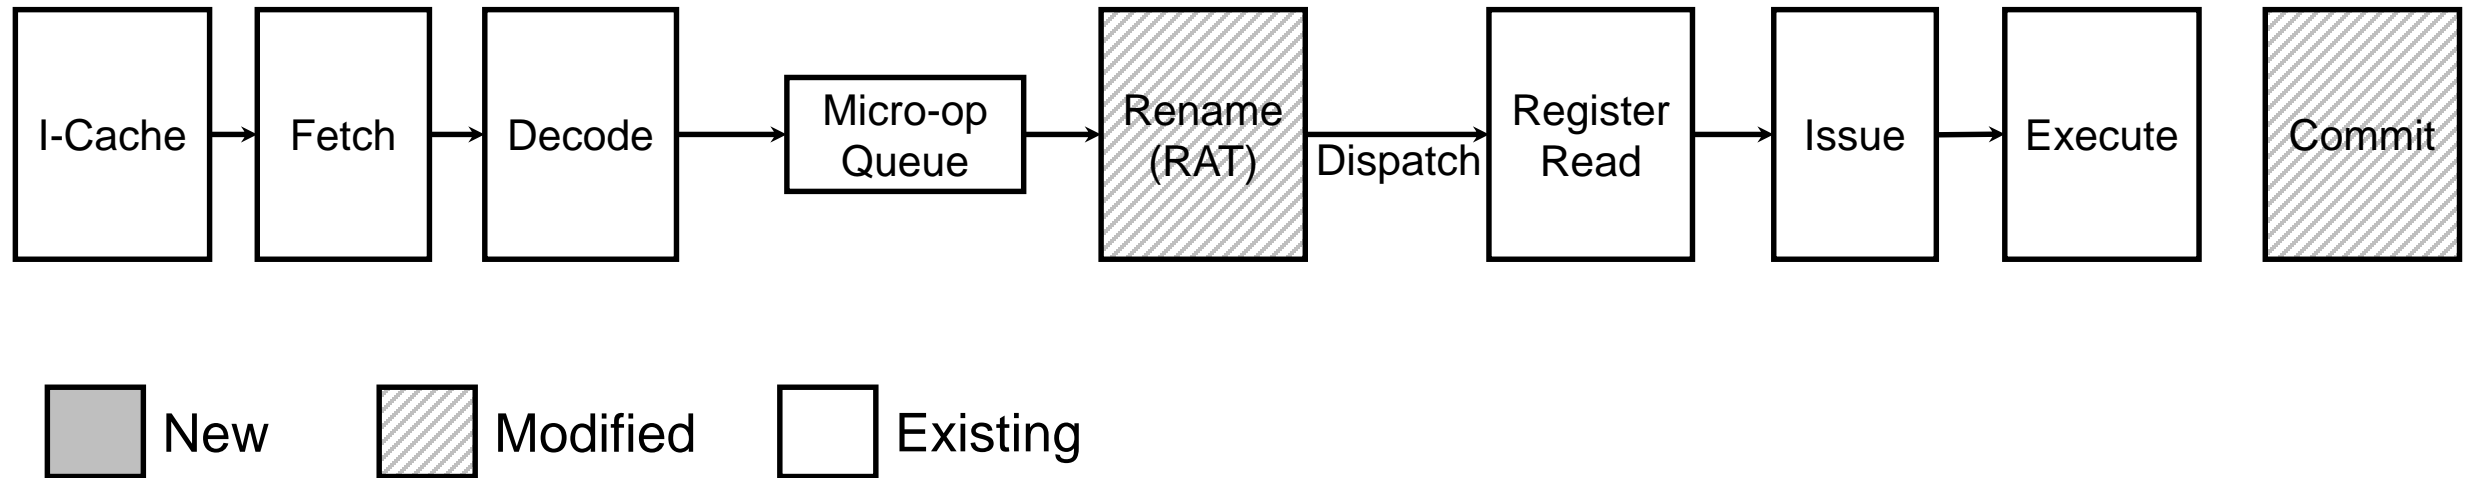 I-Cache
Fetch
Decode
Micro-op
Queue
Rename
(RAT)
Dispatch
Register
Read
Issue
Execute
Commit
New
Modified
Existing